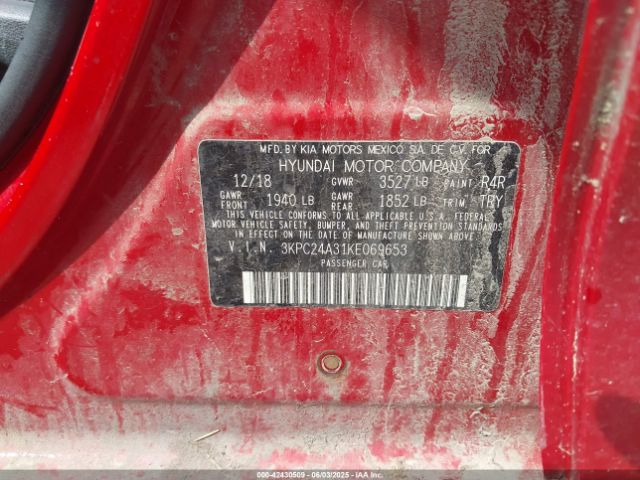 MFD. BY KIA MOTORS MEXICO S.A. DE C.V. FOR
HYUNDAI MOTOR COMPANY
12/18 GVWR 3527 LB PAINT R4R
GAWR FRONT 1940 LB GAWR REAR 1852 LB TRIM TRY
THIS VEHICLE CONFORMS TO ALL APPLICABLE U.S.A. FEDERAL
MOTOR VEHICLE SAFETY, BUMPER, AND THEFT PREVENTION STANDARDS
IN EFFECT ON THE DATE OF MANUFACTURE SHOWN ABOVE.
V.I.N. 3KPC24A31KE069653
PASSENGER CAR
000-42430509 | 06/03/2025 - IAAI.COM